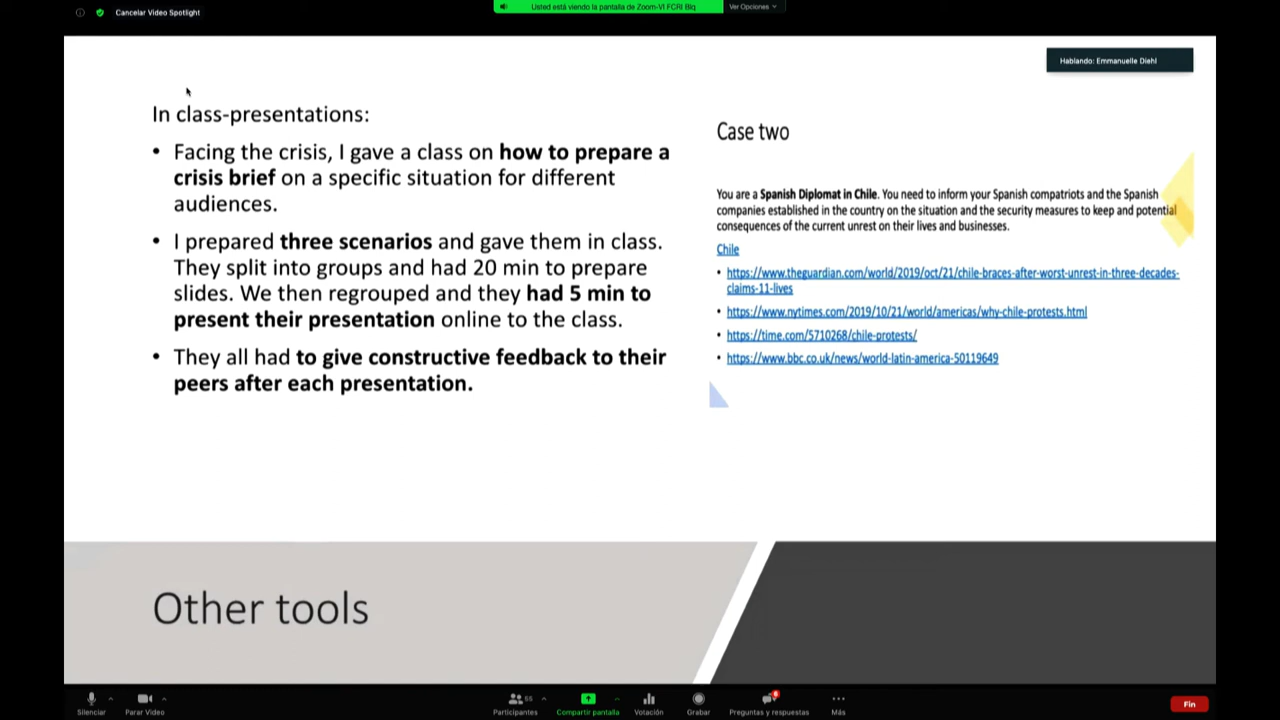 Cancelar Video Spotlight
Usted está viendo la pantalla de Zoom-VI FCRI Blq
Ver Opciones
Hablando: Emmanuelle Diehl
In class-presentations:
• Facing the crisis, I gave a class on how to prepare a
crisis brief on a specific situation for different
audiences.
• I prepared three scenarios and gave them in class.
They split into groups and had 20 min to prepare
slides. We then regrouped and they had 5 min to
present their presentation online to the class.
• They all had to give constructive feedback to their
peers after each presentation.
Case two
You are a Spanish Diplomat in Chile. You need to inform your Spanish compatriots and the Spanish
companies established in the country on the situation and the security measures to keep and potential
consequences of the current unrest on their lives and businesses.
Chile
• https://www.theguardian.com/world/2019/oct/21/chile-braces-after-worst-unrest-in-three-decades-
claims-11-lives
• https://www.nytimes.com/2019/10/21/world/americas/why-chile-protests.html
• https://time.com/5710268/chile-protests/
• https://www.bbc.co.uk/news/world-latin-america-50119649
Other tools
Silenciar
Parar Video
55
Participantes
Compartir pantalla
Votación
Grabar
6
Preguntas y respuestas
Más
Fin